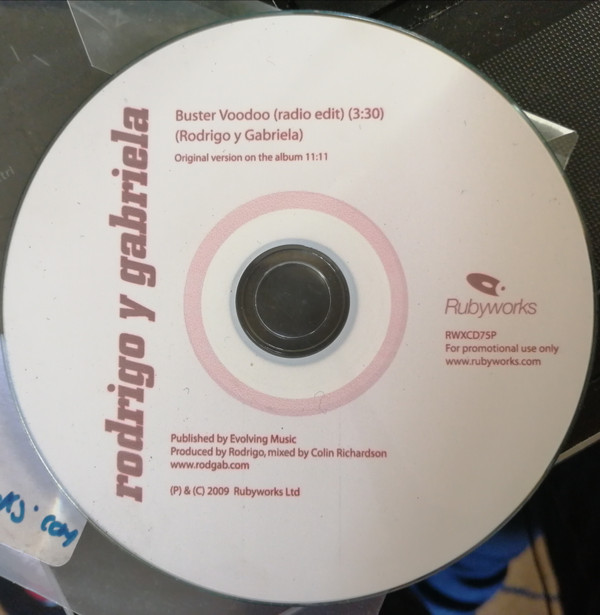 rodrigo y gabriela
Buster Voodoo (radio edit) (3:30)
(Rodrigo y Gabriela)
Original version on the album 11:11
Rubyworks
RWXCD75P
For promotional use only
www.rubyworks.com
Published by Evolving Music
Produced by Rodrigo, mixed by Colin Richardson
www.rodgab.com
(P) & (C) 2009 Rubyworks Ltd
com